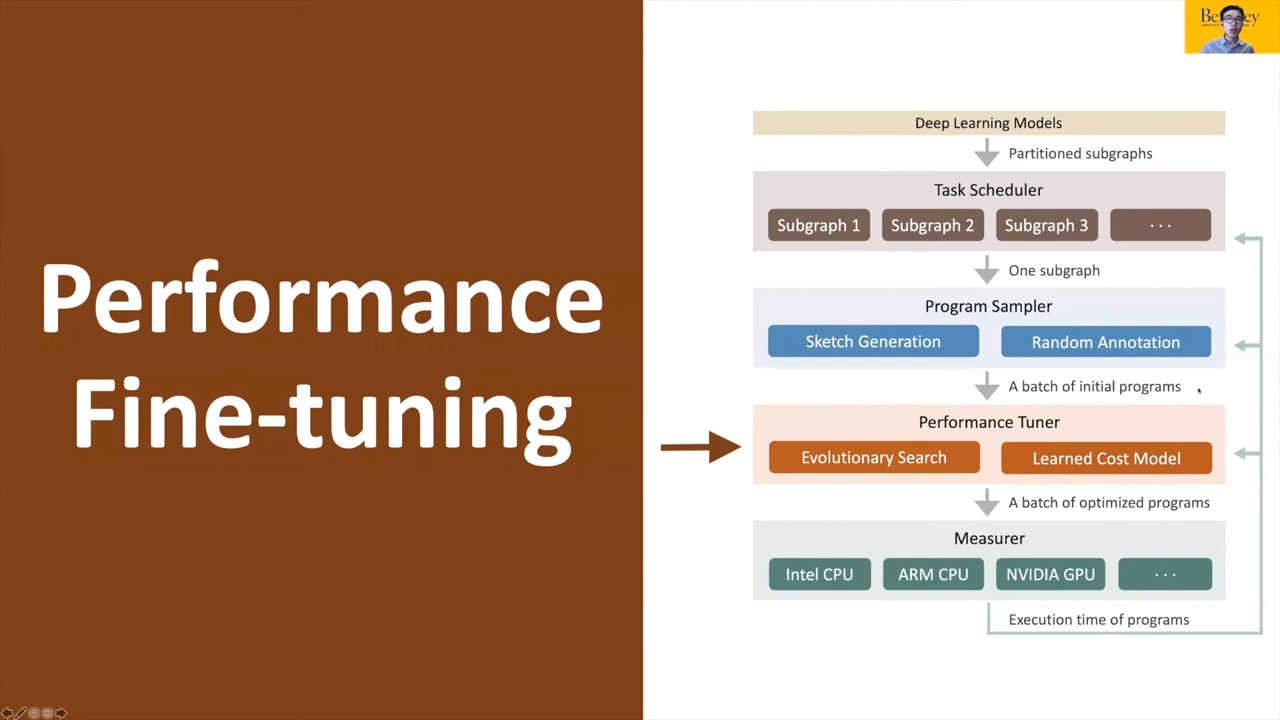 Performance
Fine-tuning
Deep Learning Models
Partitioned subgraphs
Task Scheduler
Subgraph 1
Subgraph 2
Subgraph 3
· · ·
One subgraph
Program Sampler
Sketch Generation
Random Annotation
A batch of initial programs
Performance Tuner
Evolutionary Search
Learned Cost Model
A batch of optimized programs
Measurer
Intel CPU
ARM CPU
NVIDIA GPU
· · ·
Execution time of programs